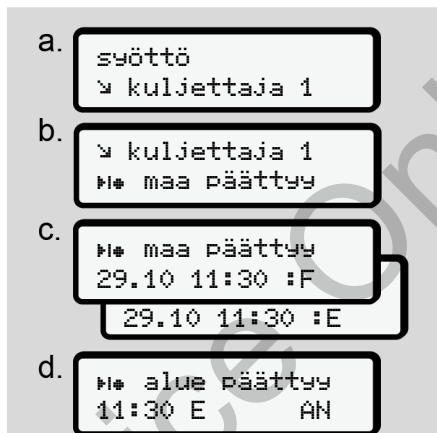 a.
syöttö
↘ kuljettaja 1
b.
↘ kuljettaja 1
maa päättyy
c.
maa päättyy
29.10 11:30 :F
29.10 11:30 :E
d.
alue päättyy
11:30 E AN